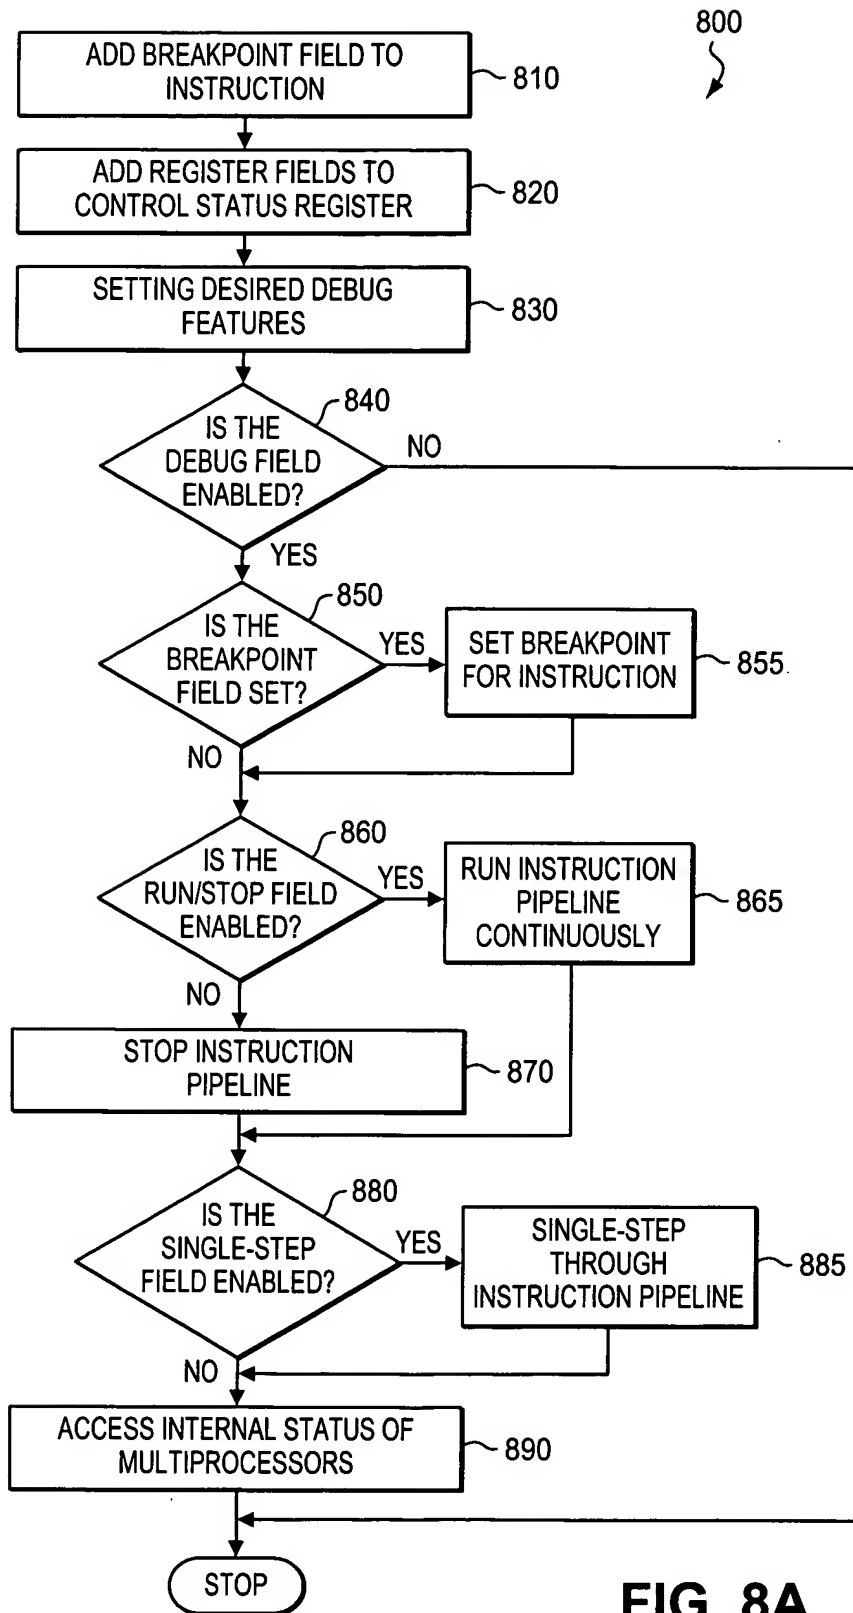 800
ADD BREAKPOINT FIELD TO
INSTRUCTION
810
ADD REGISTER FIELDS TO
CONTROL STATUS REGISTER
820
SETTING DESIRED DEBUG
FEATURES
830
840
IS THE
DEBUG FIELD
ENABLED?
NO
YES
850
IS THE
BREAKPOINT
FIELD SET?
YES
SET BREAKPOINT
FOR INSTRUCTION
855
NO
860
IS THE
RUN/STOP FIELD
ENABLED?
YES
RUN INSTRUCTION
PIPELINE
CONTINUOUSLY
865
NO
STOP INSTRUCTION
PIPELINE
870
880
IS THE
SINGLE-STEP
FIELD ENABLED?
YES
SINGLE-STEP
THROUGH
INSTRUCTION PIPELINE
885
NO
ACCESS INTERNAL STATUS OF
MULTIPROCESSORS
890
STOP
FIG. 8A